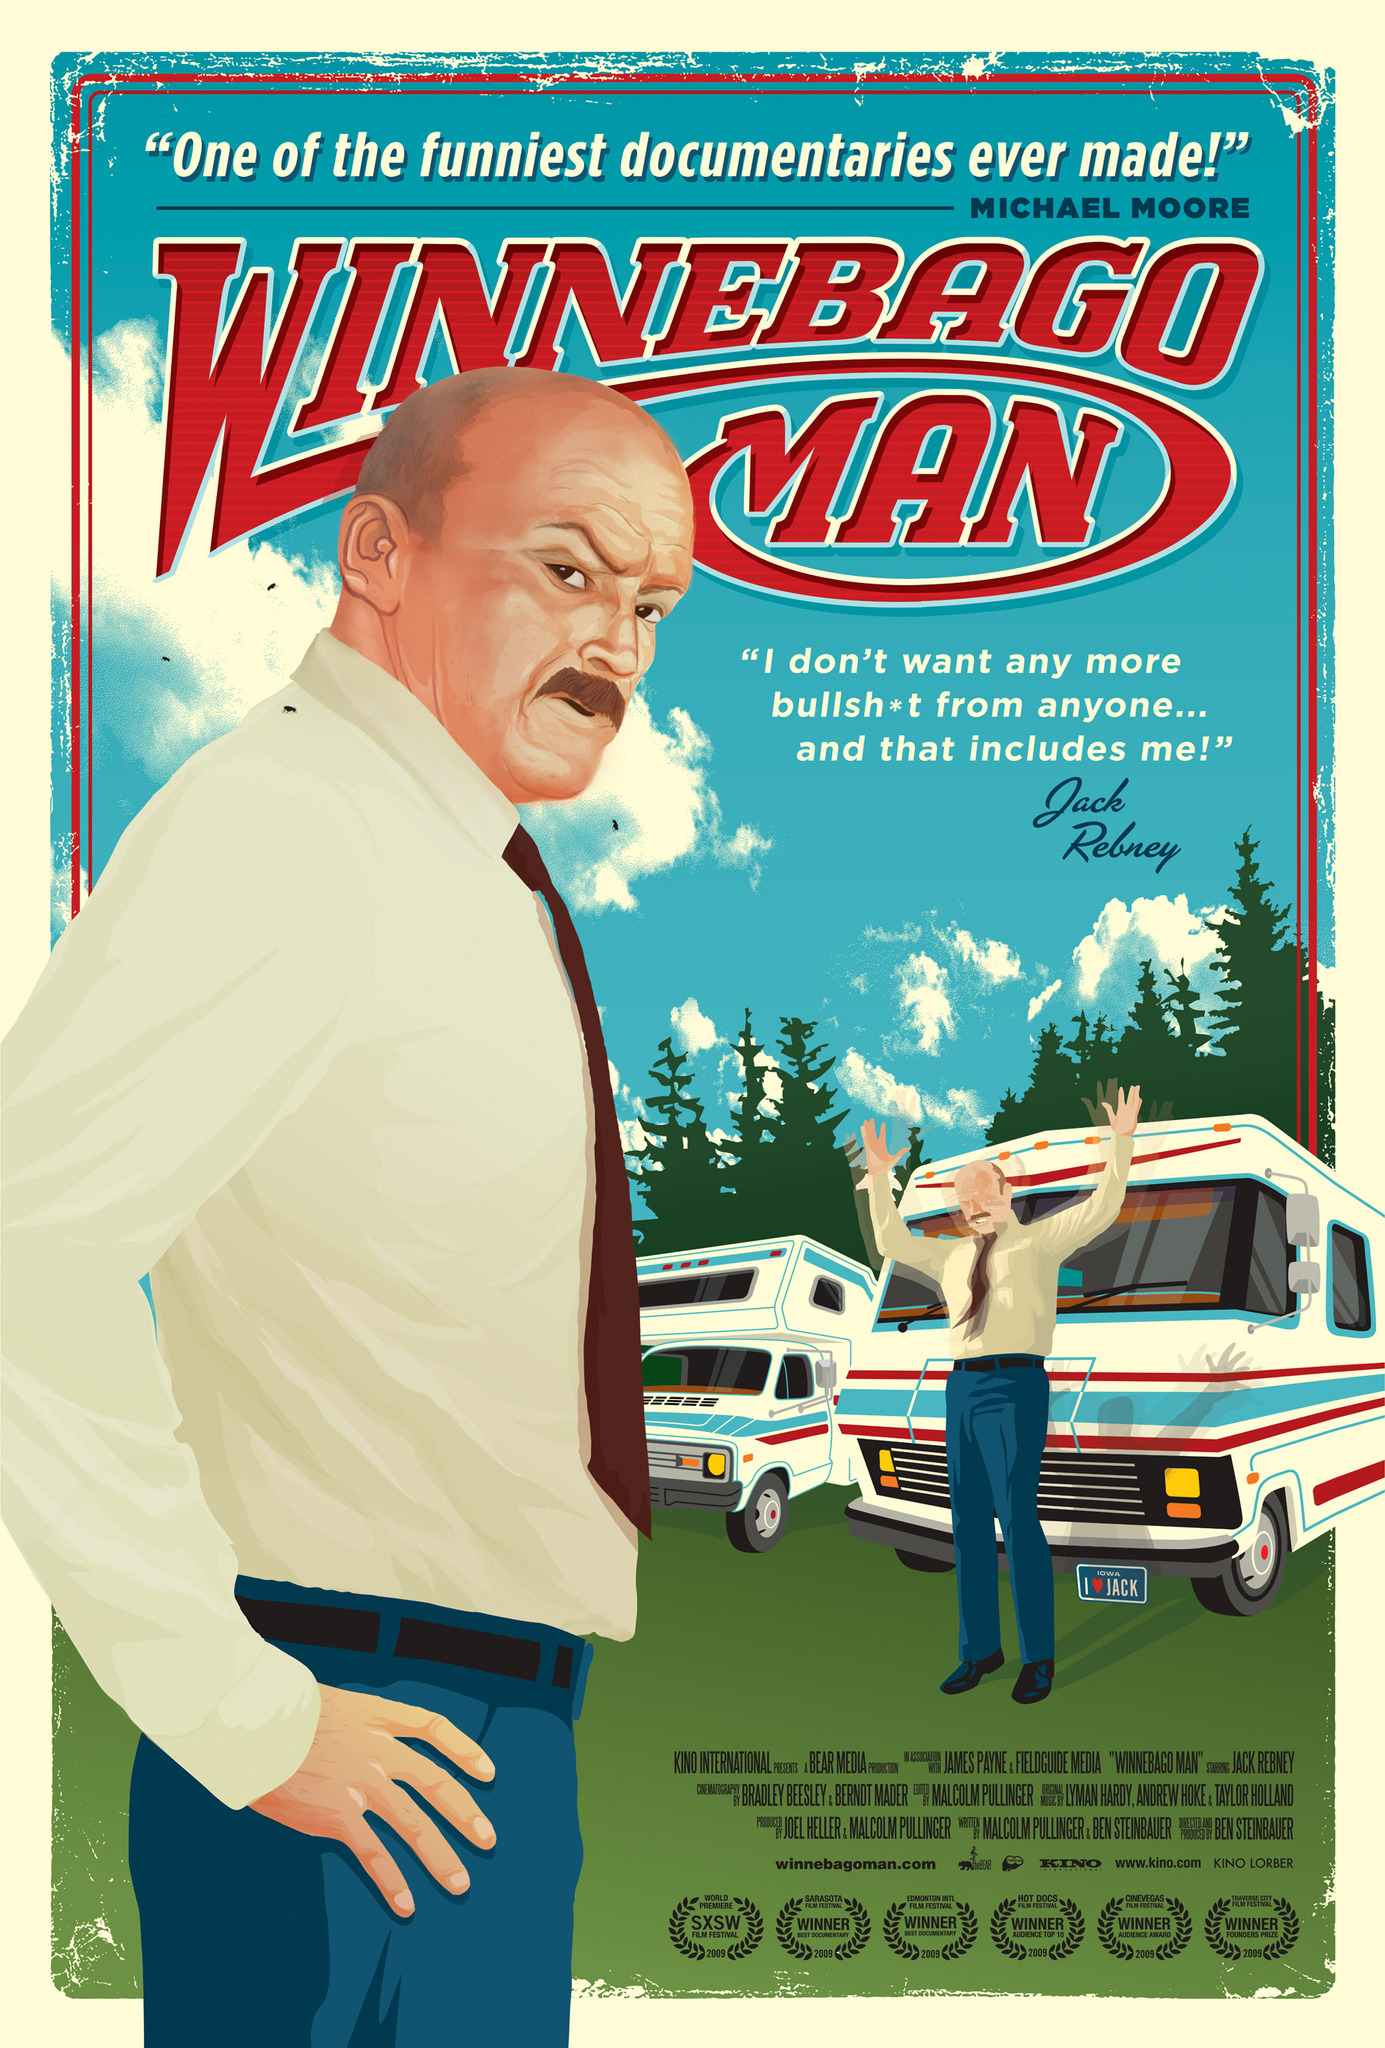 “One of the funniest documentaries ever made!”
MICHAEL MOORE
WINNEBAGO
MAN
“I don’t want any more
bullsh*t from anyone...
and that includes me!”
Jack
Rebney
IOWA
I ♥ JACK
KINO INTERNATIONAL PRESENTS A BEAR MEDIA PRODUCTION IN ASSOCIATION WITH JAMES PAYNE & FIELDGUIDE MEDIA "WINNEBAGO MAN" STARRING JACK REBNEY
CINEMATOGRAPHY BY BRADLEY BEESLEY & BERNDT MADER EDITED BY MALCOLM PULLINGER ORIGINAL MUSIC BY LYMAN HARDY, ANDREW HOKE & TAYLOR HOLLAND
PRODUCED BY JOEL HELLER & MALCOLM PULLINGER WRITTEN BY MALCOLM PULLINGER & BEN STEINBAUER DIRECTED AND PRODUCED BY BEN STEINBAUER
winnebagoman.com KINO INTERNATIONAL www.kino.com KINO LORBER
WORLD PREMIERE SXSW FILM FESTIVAL 2009
SARASOTA FILM FESTIVAL WINNER BEST DOCUMENTARY 2009
EDMONTON INTL FILM FESTIVAL WINNER BEST DOCUMENTARY 2009
HOT DOCS FILM FESTIVAL WINNER AUDIENCE TOP 10 2009
CINEVEGAS FILM FESTIVAL WINNER AUDIENCE AWARD 2009
TRAVERSE CITY FILM FESTIVAL WINNER FOUNDERS PRIZE 2009